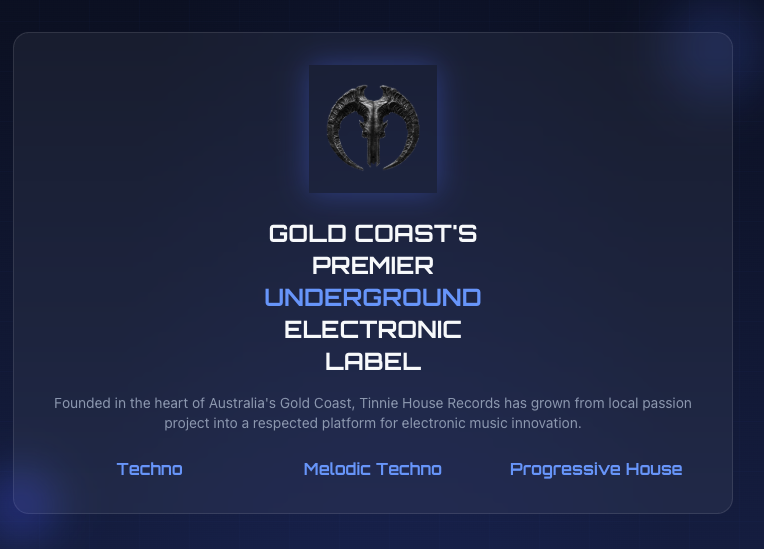 GOLD COAST'S
PREMIER
UNDERGROUND
ELECTRONIC
LABEL
Founded in the heart of Australia's Gold Coast, Tinnie House Records has grown from local passion
project into a respected platform for electronic music innovation.
Techno
Melodic Techno
Progressive House